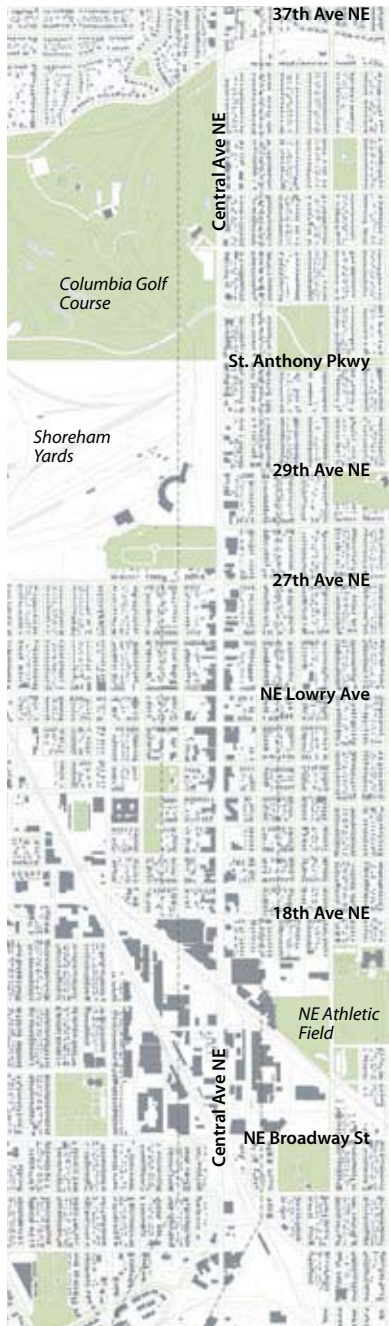 37th Ave NE
Central Ave NE
Columbia Golf
Course
St. Anthony Pkwy
Shoreham
Yards
29th Ave NE
27th Ave NE
NE Lowry Ave
18th Ave NE
NE Athletic
Field
Central Ave NE
NE Broadway St